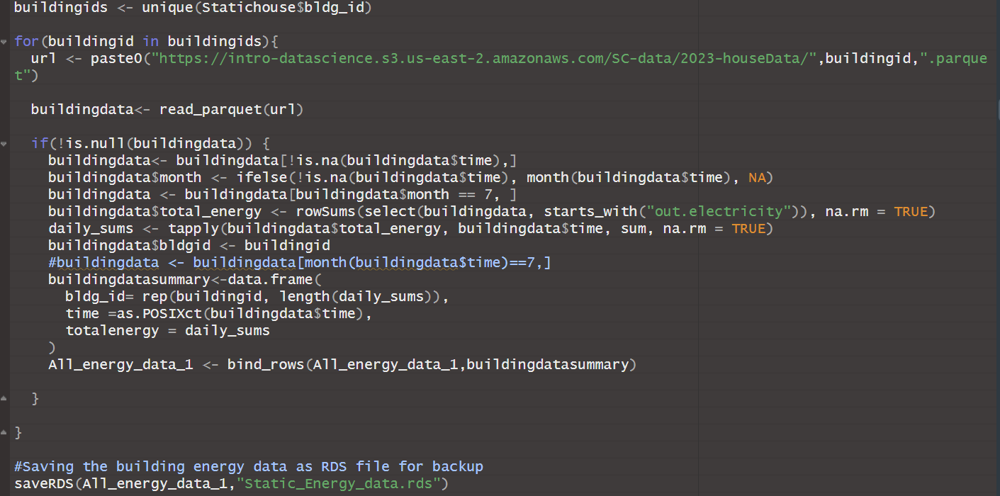 buildingids <- unique(Statichouse$bldg_id)
for(buildingid in buildingids){
url <- paste0("https://intro-datascience.s3.us-east-2.amazonaws.com/SC-data/2023-houseData/",buildingid,".parque
t")
buildingdata<- read_parquet(url)
if(!is.null(buildingdata)) {
buildingdata<- buildingdata[!is.na(buildingdata$time),]
buildingdata$month <- ifelse(!is.na(buildingdata$time), month(buildingdata$time), NA)
buildingdata <- buildingdata[buildingdata$month == 7, ]
buildingdata$total_energy <- rowSums(select(buildingdata, starts_with("out.electricity")), na.rm = TRUE)
daily_sums <- tapply(buildingdata$total_energy, buildingdata$time, sum, na.rm = TRUE)
buildingdata$bldgid <- buildingid
#buildingdata <- buildingdata[month(buildingdata$time)==7,]
buildingdatasummary<-data.frame(
bldg_id= rep(buildingid, length(daily_sums)),
time =as.POSIXct(buildingdata$time),
totalenergy = daily_sums
)
All_energy_data_1 <- bind_rows(All_energy_data_1,buildingdatasummary)
}
}
#Saving the building energy data as RDS file for backup
saveRDS(All_energy_data_1,"Static_Energy_data.rds")